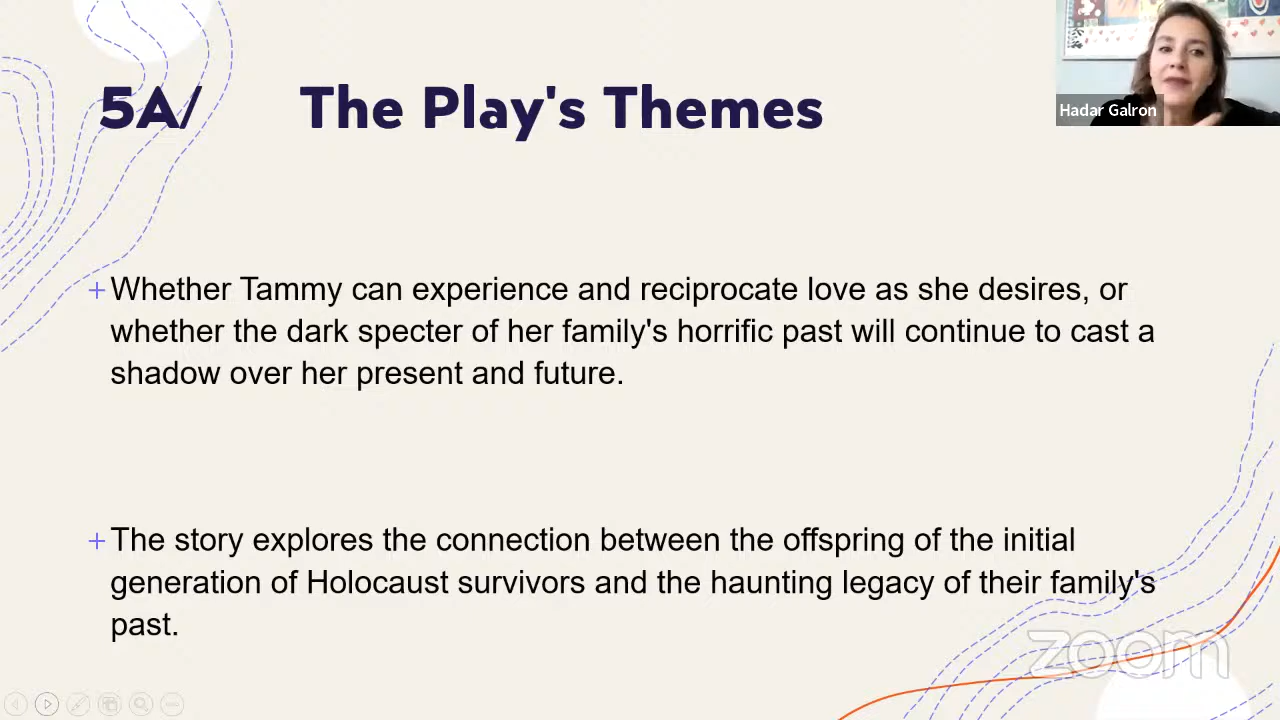 5A/ The Play's Themes
Hadar Galron
+Whether Tammy can experience and reciprocate love as she desires, or
whether the dark specter of her family's horrific past will continue to cast a
shadow over her present and future.
+The story explores the connection between the offspring of the initial
generation of Holocaust survivors and the haunting legacy of their family's
past.
zoom